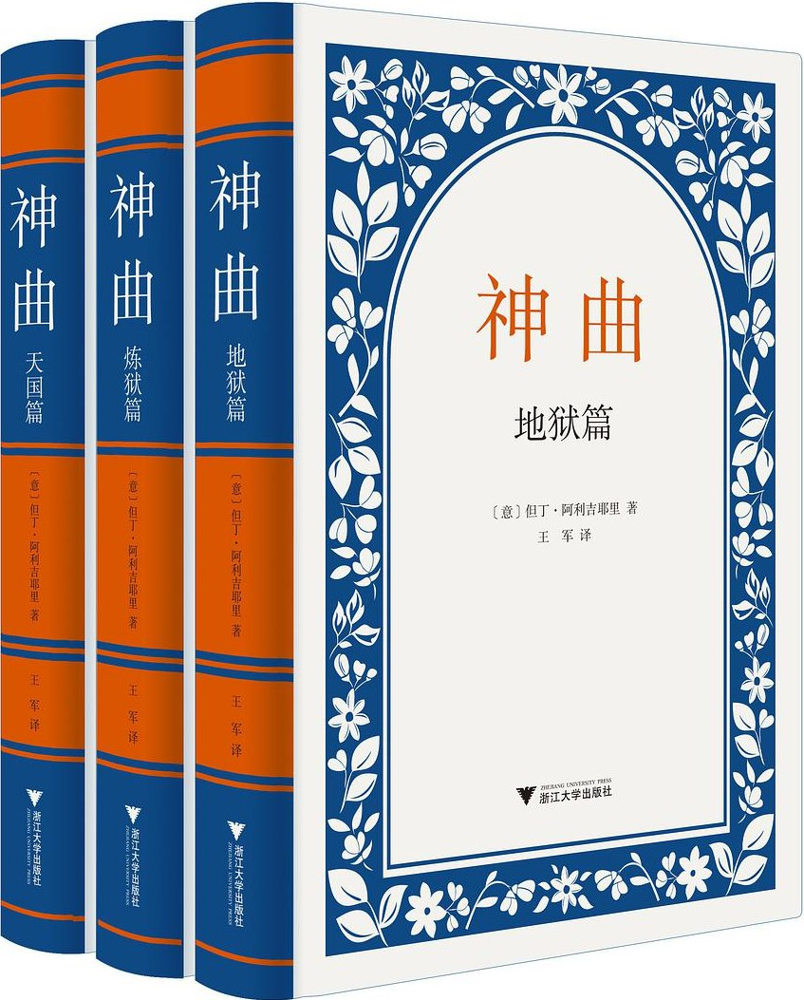 神曲
天国篇
〔意〕但丁·阿利吉耶里 著
王军 译
浙江大学出版社
ZHEJIANG UNIVERSITY PRESS
神曲
炼狱篇
〔意〕但丁·阿利吉耶里 著
王军 译
浙江大学出版社
ZHEJIANG UNIVERSITY PRESS
神曲
地狱篇
〔意〕但丁·阿利吉耶里 著
王军 译
浙江大学出版社
ZHEJIANG UNIVERSITY PRESS
神曲
地狱篇
〔意〕但丁·阿利吉耶里 著
王 军 译
ZHEJIANG UNIVERSITY PRESS
浙江大学出版社